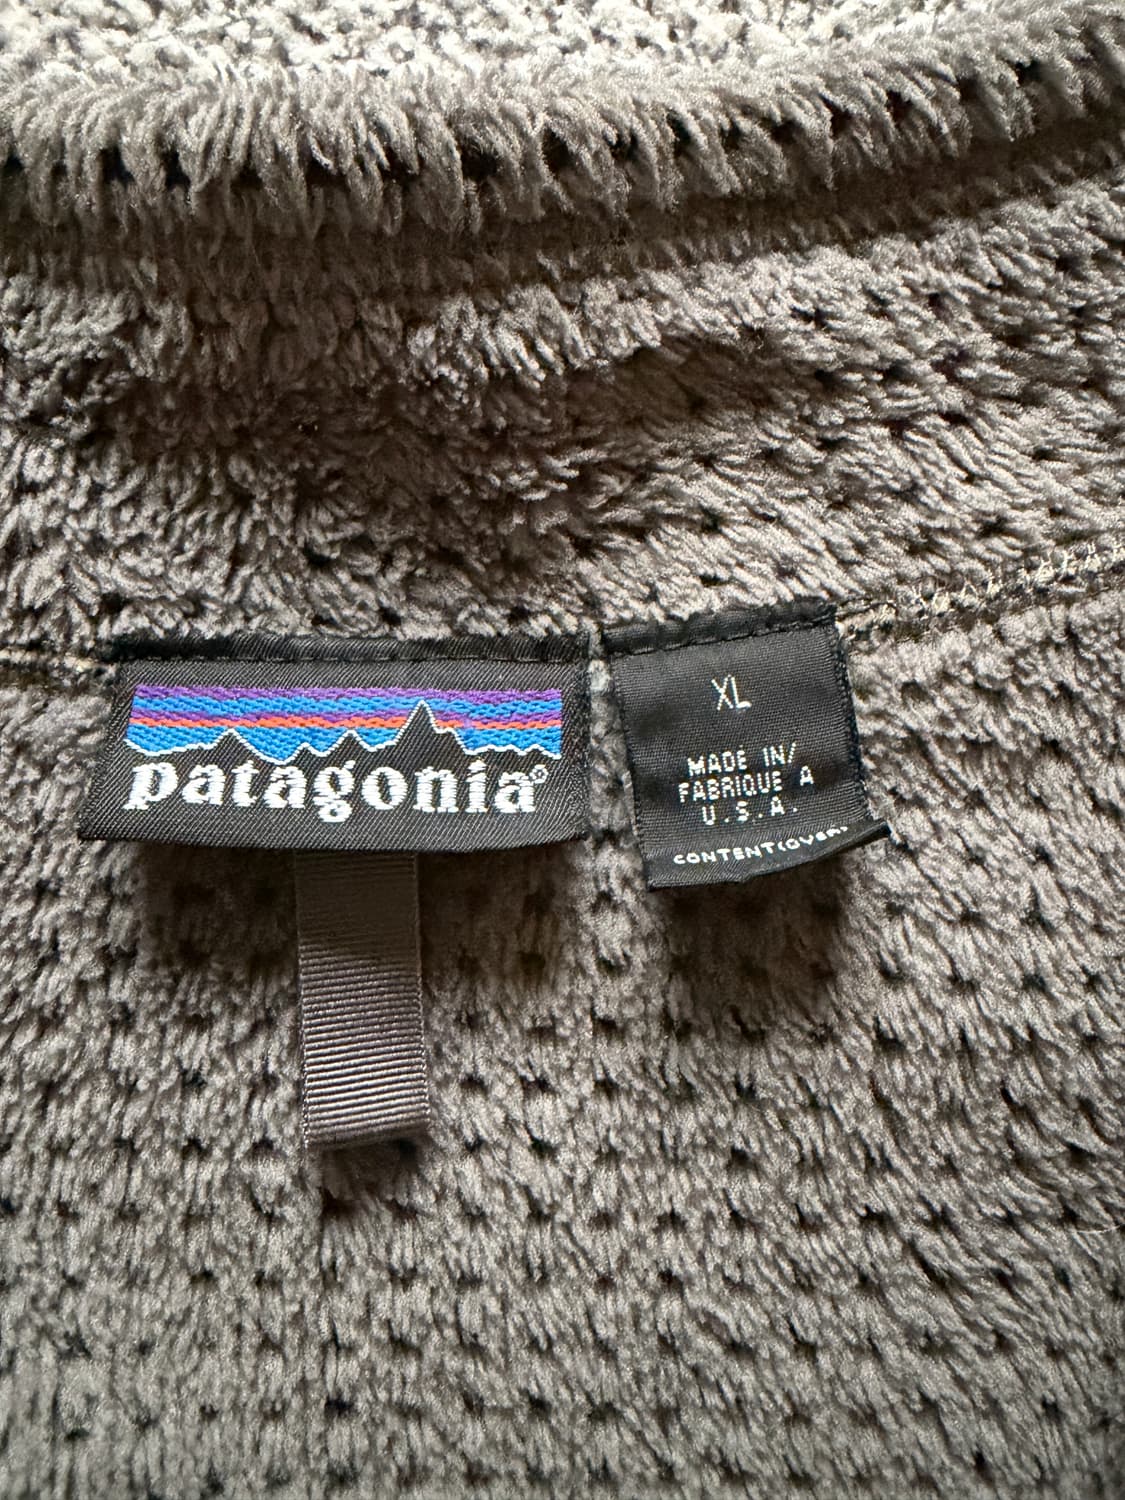 patagonia®
XL
MADE IN/
FABRIQUE A
U.S.A.
CONTENT(OVER)